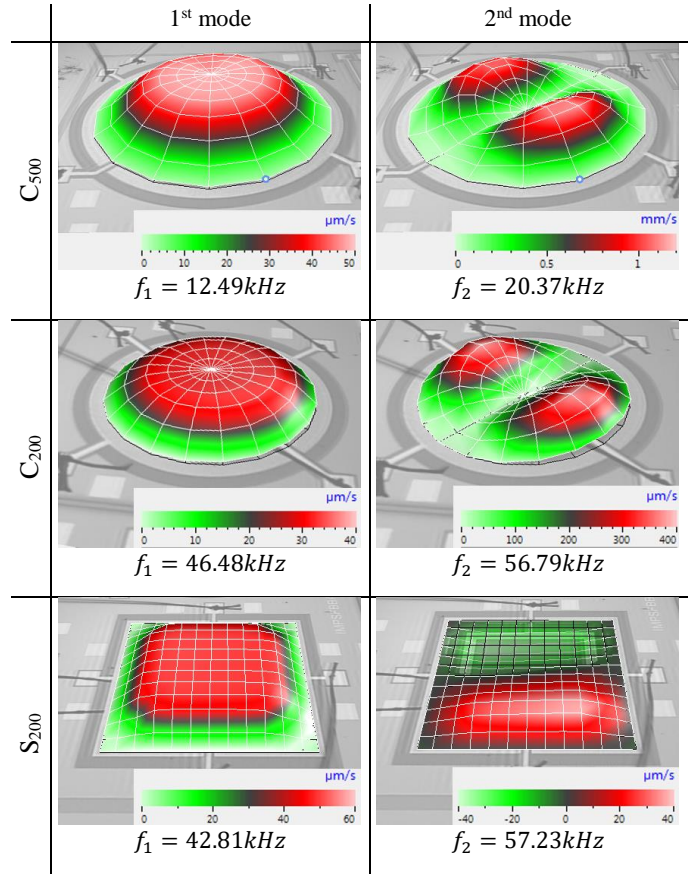 1st mode 2nd mode
C500
µm/s
0 10 20 30 40 50
f1 = 12.49kHz
mm/s
0 0.5 1
f2 = 20.37kHz
C200
µm/s
0 10 20 30 40
f1 = 46.48kHz
µm/s
0 100 200 300 400
f2 = 56.79kHz
S200
µm/s
0 20 40 60
f1 = 42.81kHz
µm/s
-40 -20 0 20 40
f2 = 57.23kHz